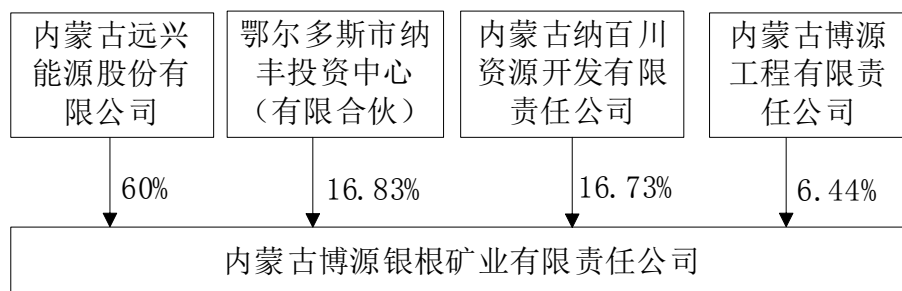 内蒙古远兴
能源股份有
限公司
鄂尔多斯市纳
丰投资中心
（有限合伙）
内蒙古纳百川
资源开发有限
责任公司
内蒙古博源
工程有限责
任公司
60%
16.83%
16.73%
6.44%
内蒙古博源银根矿业有限责任公司